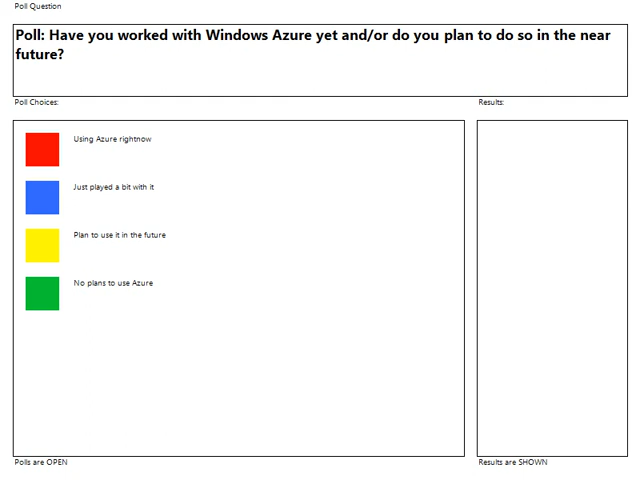 Poll Question
Poll: Have you worked with Windows Azure yet and/or do you plan to do so in the near
future?
Poll Choices:
Results:
Using Azure rightnow
Just played a bit with it
Plan to use it in the future
No plans to use Azure
Polls are OPEN
Results are SHOWN